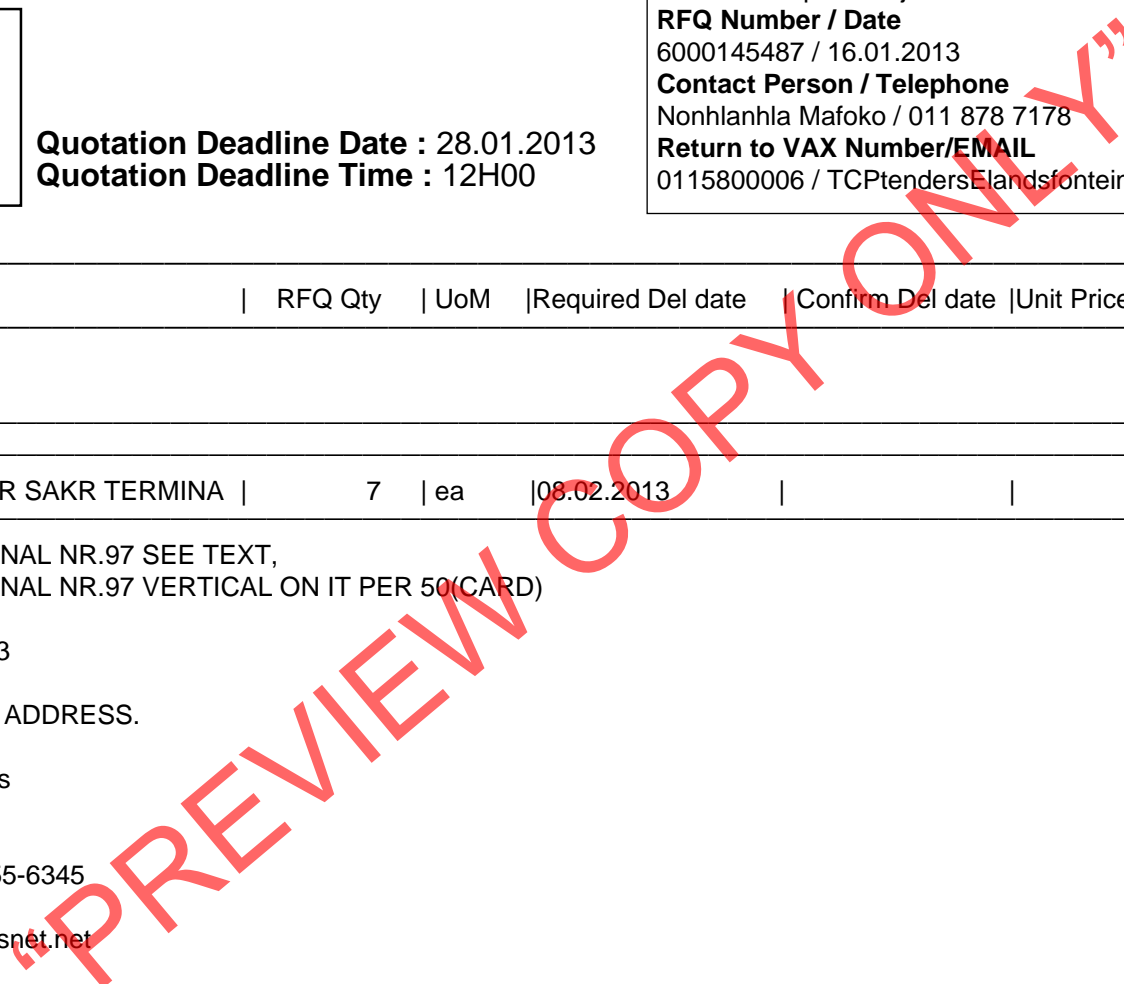 RFQ Number / Date
6000145487 / 16.01.2013
Contact Person / Telephone
Nonhlanhla Mafoko / 011 878 7178
Return to VAX Number/EMAIL
0115800006 / TCPtendersElandsfontein
Quotation Deadline Date : 28.01.2013
Quotation Deadline Time : 12H00
| RFQ Qty | UoM |Required Del date | Confirm Del date |Unit Price
R SAKR TERMINA | 7 | ea |08.02.2013 | |
NAL NR.97 SEE TEXT,
NAL NR.97 VERTICAL ON IT PER 50(CARD)
3
ADDRESS.
s
5-6345
snet.net
“PREVIEW COPY ONLY”